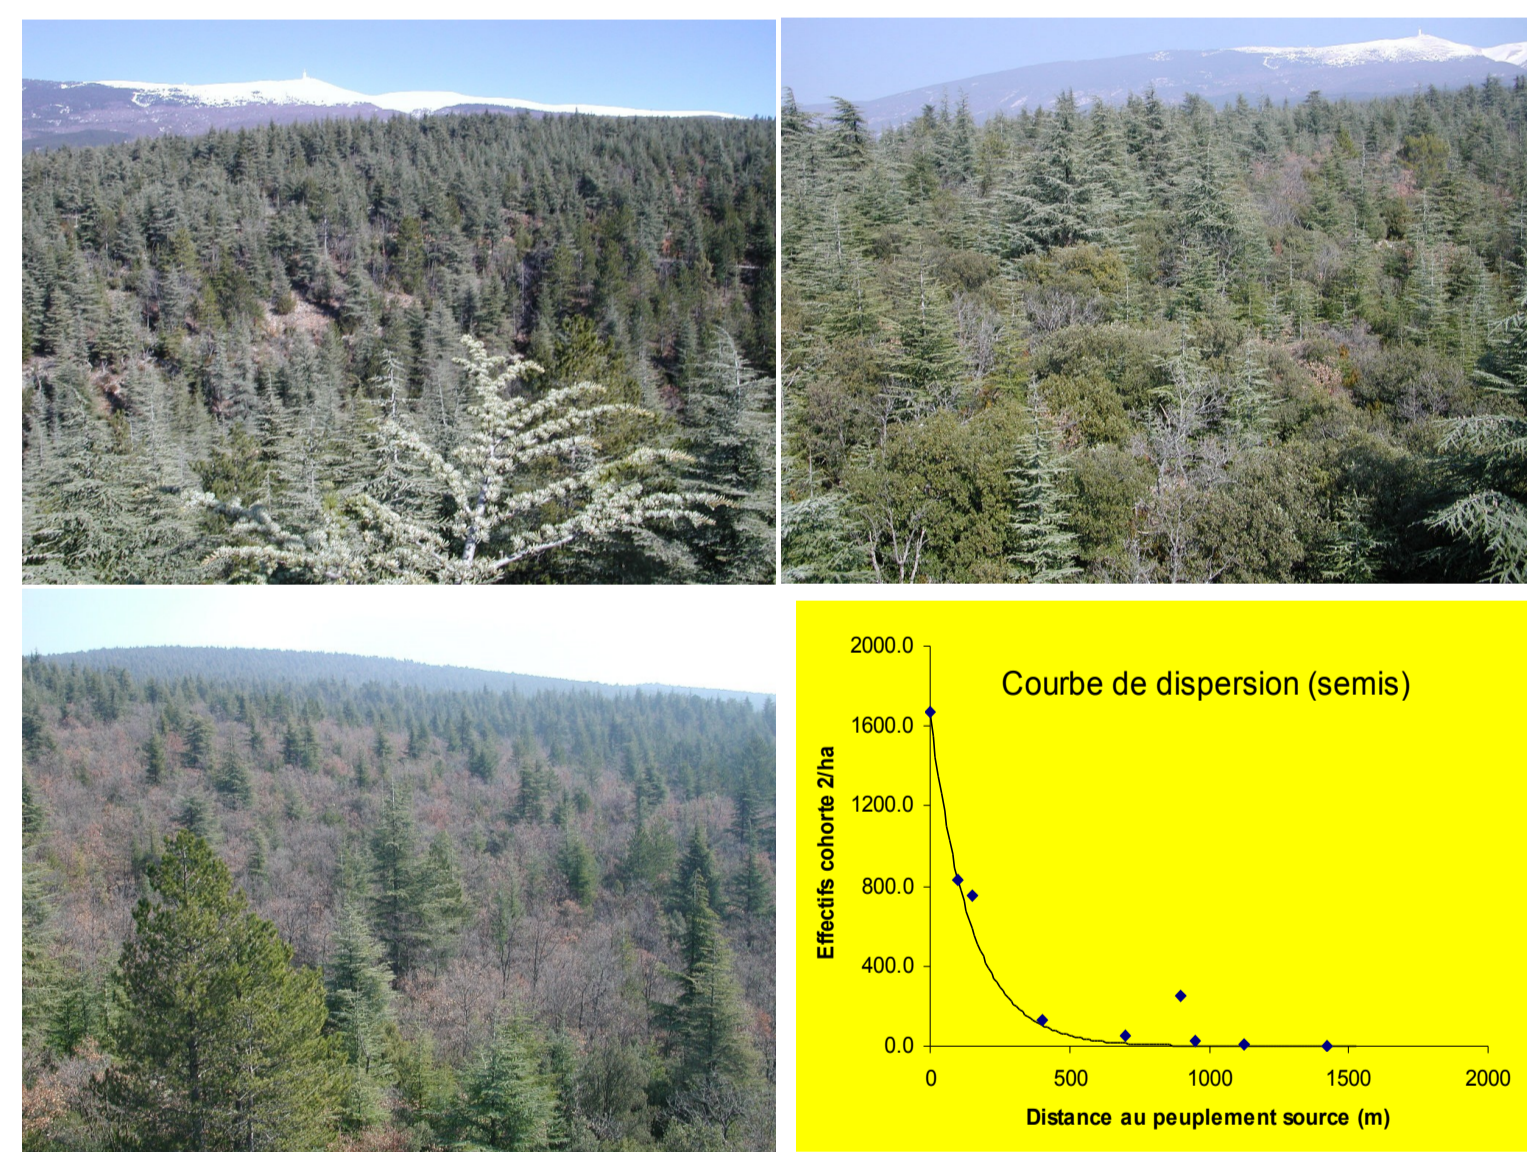 Courbe de dispersion (semis)
2000.0
1600.0
1200.0
800.0
400.0
0.0
Effectifs cohorte 2/ha
0 500 1000 1500 2000
Distance au peuplement source (m)